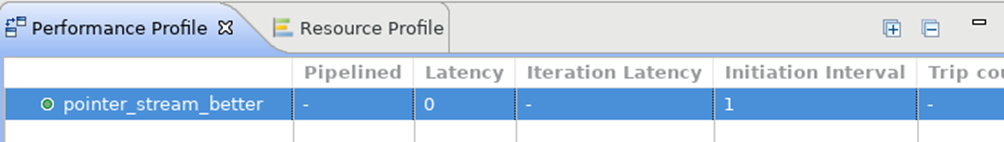 Performance Profile Resource Profile
Pipelined Latency Iteration Latency Initiation Interval Trip cou
pointer_stream_better - 0 - 1 -